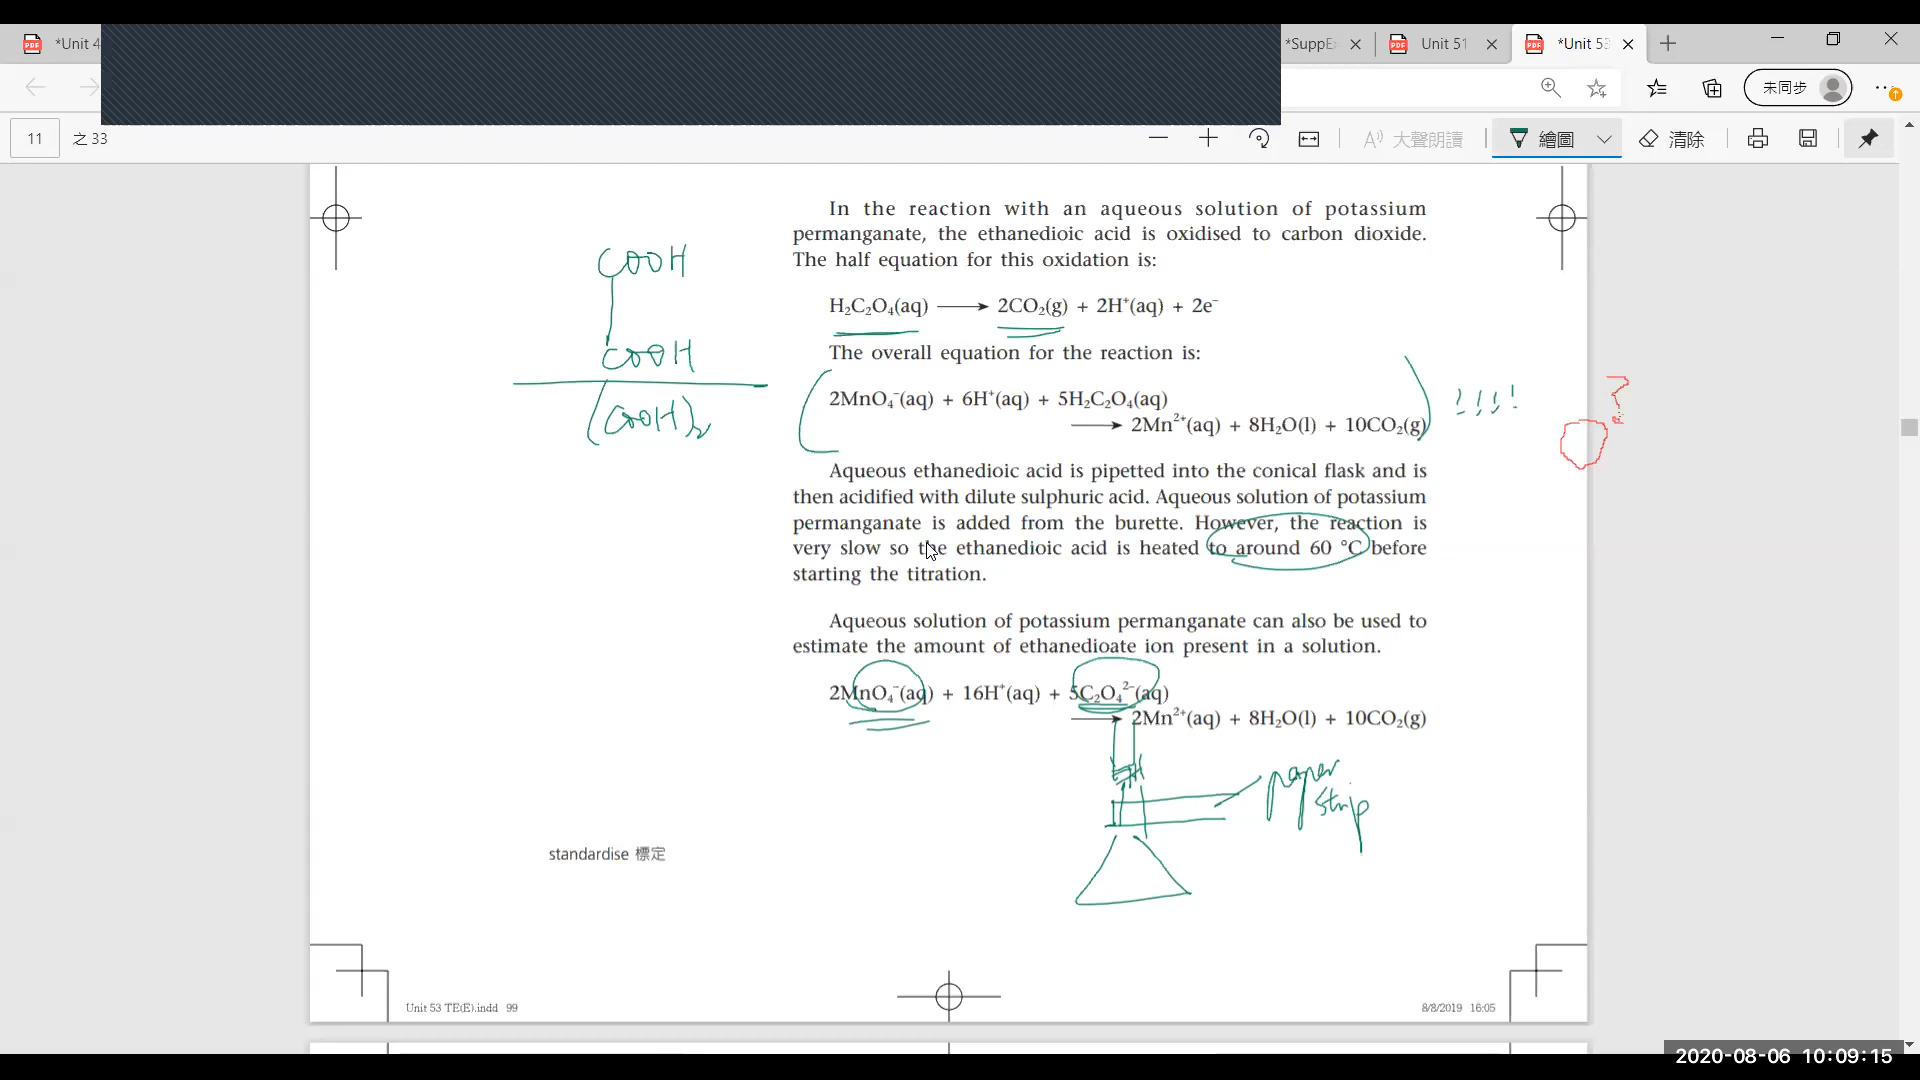 *Unit 4
*SuppE
Unit 51
*Unit 53
未同步
11 之 33
大聲朗讀
繪圖
清除
In the reaction with an aqueous solution of potassium
permanganate, the ethanedioic acid is oxidised to carbon dioxide.
The half equation for this oxidation is:
H₂C₂O₄(aq) ⟶ 2CO₂(g) + 2H⁺(aq) + 2e⁻
The overall equation for the reaction is:
2MnO₄⁻(aq) + 6H⁺(aq) + 5H₂C₂O₄(aq)
⟶ 2Mn²⁺(aq) + 8H₂O(l) + 10CO₂(g)
!!!!
?
COOH
COOH
(COOH)₂
Aqueous ethanedioic acid is pipetted into the conical flask and is
then acidified with dilute sulphuric acid. Aqueous solution of potassium
permanganate is added from the burette. However, the reaction is
very slow so the ethanedioic acid is heated to around 60 °C before
starting the titration.
Aqueous solution of potassium permanganate can also be used to
estimate the amount of ethanedioate ion present in a solution.
2MnO₄⁻(aq) + 16H⁺(aq) + 5C₂O₄²⁻(aq)
⟶ 2Mn²⁺(aq) + 8H₂O(l) + 10CO₂(g)
paper
strip
standardise 標定
Unit 53 TE(E).indd 99
8/8/2019 16:05
2020-08-06 10:09:15